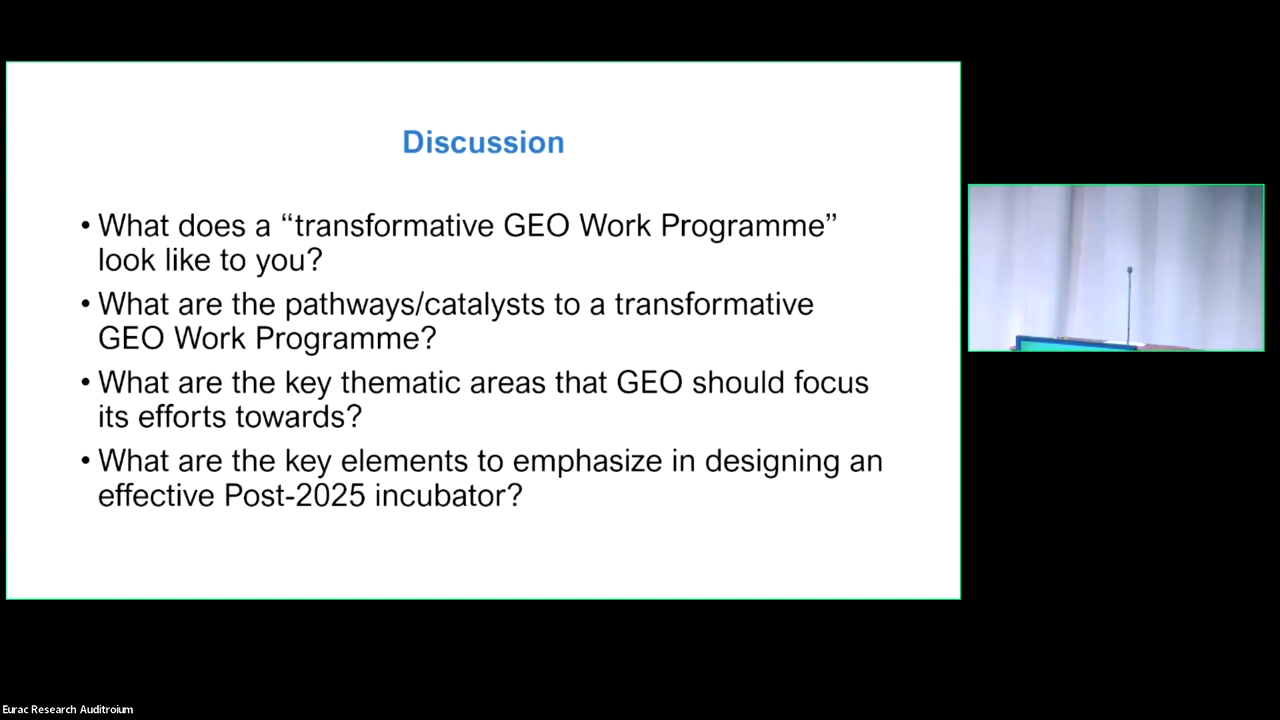 Discussion
• What does a “transformative GEO Work Programme”
look like to you?
• What are the pathways/catalysts to a transformative
GEO Work Programme?
• What are the key thematic areas that GEO should focus
its efforts towards?
• What are the key elements to emphasize in designing an
effective Post-2025 incubator?
Eurac Research Auditroium